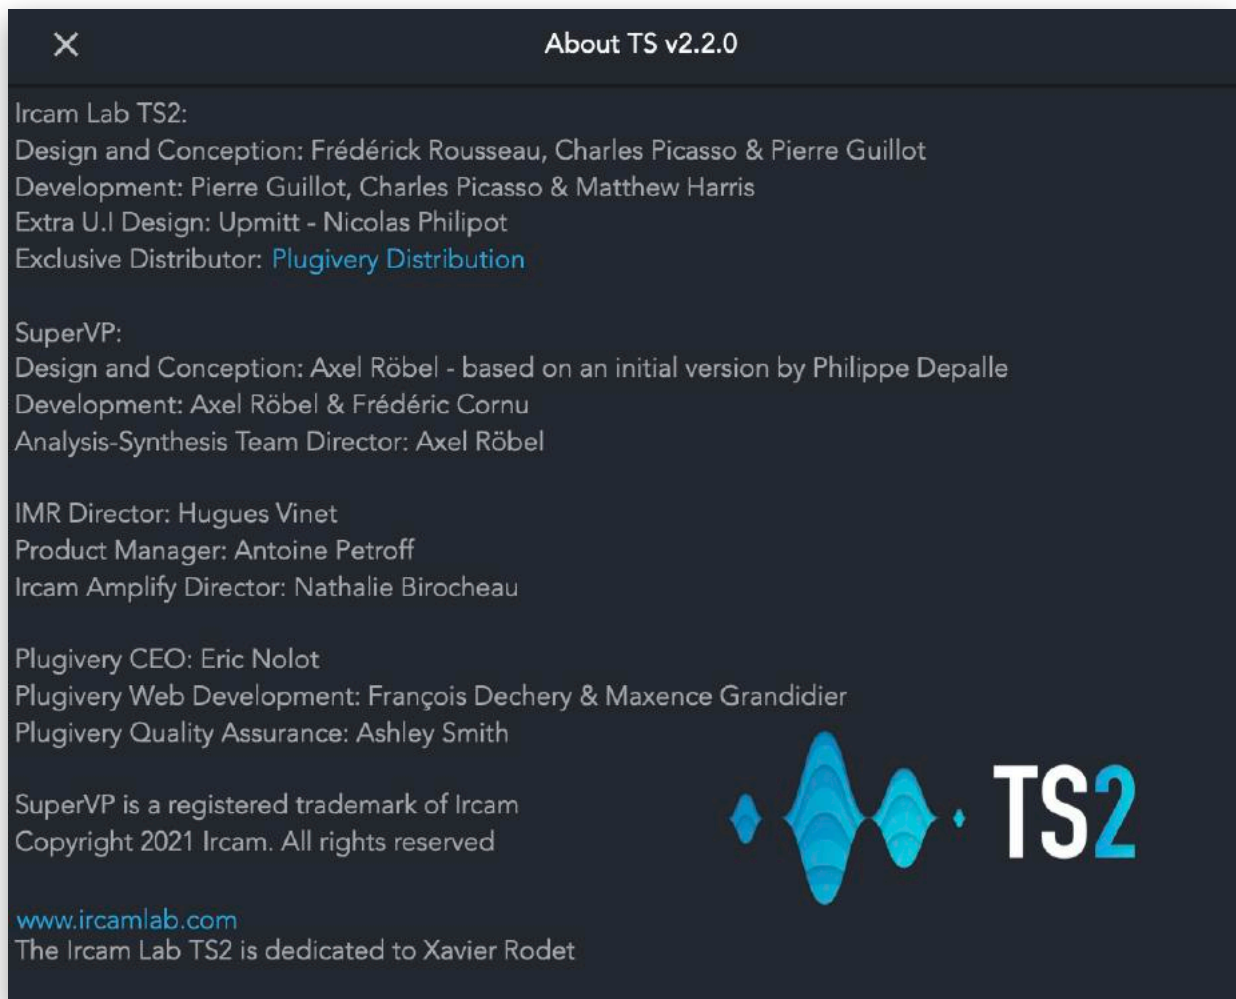 About TS v2.2.0
Ircam Lab TS2:
Design and Conception: Frédérick Rousseau, Charles Picasso & Pierre Guillot
Development: Pierre Guillot, Charles Picasso & Matthew Harris
Extra U.I Design: Upmitt - Nicolas Philipot
Exclusive Distributor: Plugivery Distribution
SuperVP:
Design and Conception: Axel Röbel - based on an initial version by Philippe Depalle
Development: Axel Röbel & Frédéric Cornu
Analysis-Synthesis Team Director: Axel Röbel
IMR Director: Hugues Vinet
Product Manager: Antoine Petroff
Ircam Amplify Director: Nathalie Birocheau
Plugivery CEO: Eric Nolot
Plugivery Web Development: François Dechery & Maxence Grandidier
Plugivery Quality Assurance: Ashley Smith
SuperVP is a registered trademark of Ircam
Copyright 2021 Ircam. All rights reserved
TS2
www.ircamlab.com
The Ircam Lab TS2 is dedicated to Xavier Rodet